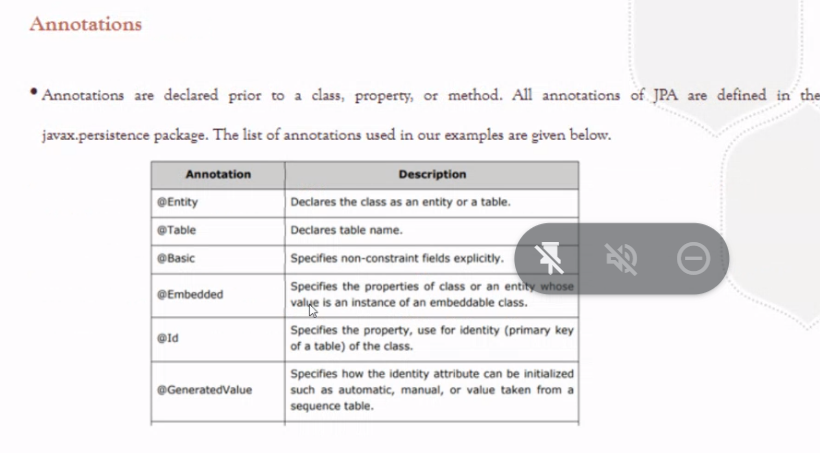 Annotations
• Annotations are declared prior to a class, property, or method. All annotations of JPA are defined in the
javax.persistence package. The list of annotations used in our examples are given below.
Annotation Description
@Entity Declares the class as an entity or a table.
@Table Declares table name.
@Basic Specifies non-constraint fields explicitly.
@Embedded Specifies the properties of class or an entity whose
value is an instance of an embeddable class.
@Id Specifies the property, use for identity (primary key
of a table) of the class.
@GeneratedValue Specifies how the identity attribute can be initialized
such as automatic, manual, or value taken from a
sequence table.